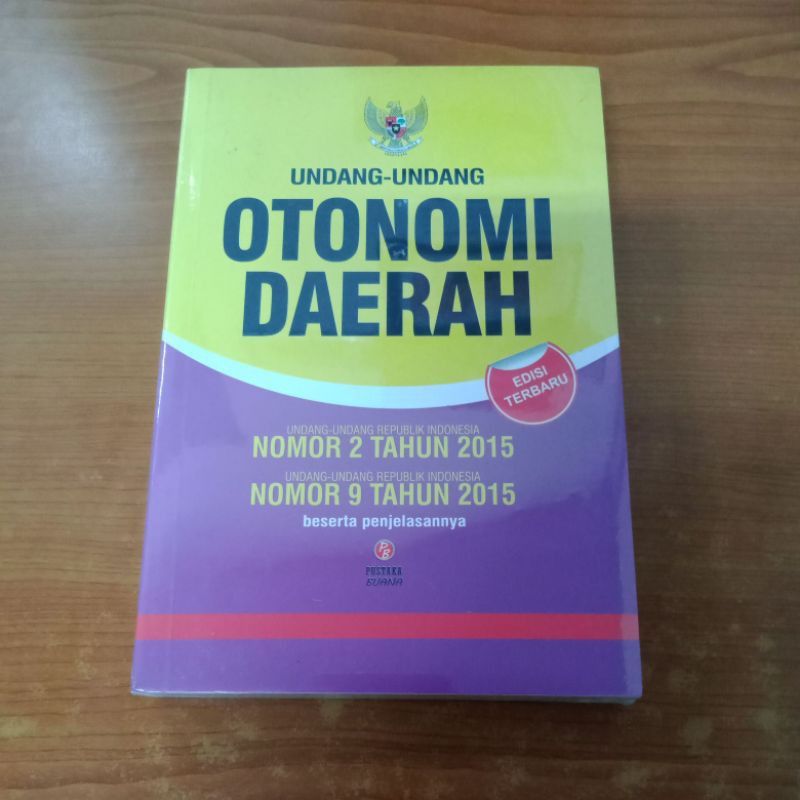 UNDANG-UNDANG
OTONOMI
DAERAH
EDISI
TERBARU
UNDANG-UNDANG REPUBLIK INDONESIA
NOMOR 2 TAHUN 2015
UNDANG-UNDANG REPUBLIK INDONESIA
NOMOR 9 TAHUN 2015
beserta penjelasannya
PB
PUSTAKA
BUANA